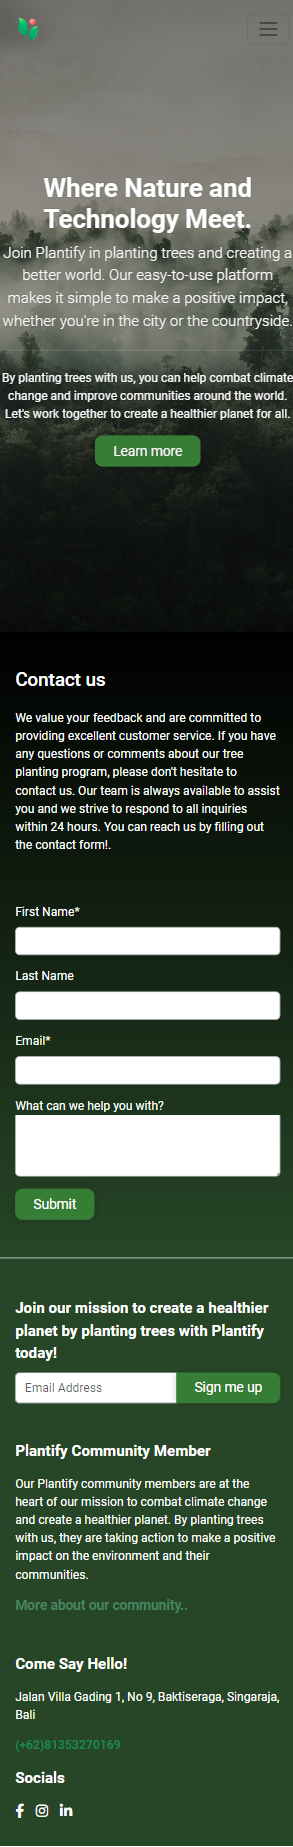 Where Nature and
Technology Meet.
Join Plantify in planting trees and creating a
better world. Our easy-to-use platform
makes it simple to make a positive impact,
whether you're in the city or the countryside.
By planting trees with us, you can help combat climate
change and improve communities around the world.
Let's work together to create a healthier planet for all.
Learn more
Contact us
We value your feedback and are committed to
providing excellent customer service. If you have
any questions or comments about our tree
planting program, please don't hesitate to
contact us. Our team is always available to assist
you and we strive to respond to all inquiries
within 24 hours. You can reach us by filling out
the contact form!.
First Name*
Last Name
Email*
What can we help you with?
Submit
Join our mission to create a healthier
planet by planting trees with Plantify
today!
Email Address
Sign me up
Plantify Community Member
Our Plantify community members are at the
heart of our mission to combat climate change
and create a healthier planet. By planting trees
with us, they are taking action to make a positive
impact on the environment and their
communities.
More about our community..
Come Say Hello!
Jalan Villa Gading 1, No 9, Baktiseraga, Singaraja,
Bali
(+62)81353270169
Socials